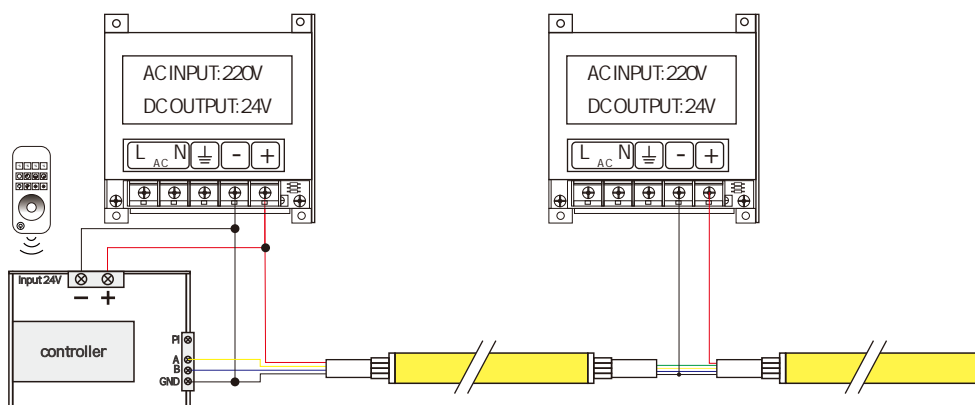 AC INPUT:220V
DC OUTPUT:24V
L AC N - +
AC INPUT:220V
DC OUTPUT:24V
L AC N - +
Input 24V
- +
controller
PI
A
B
GND